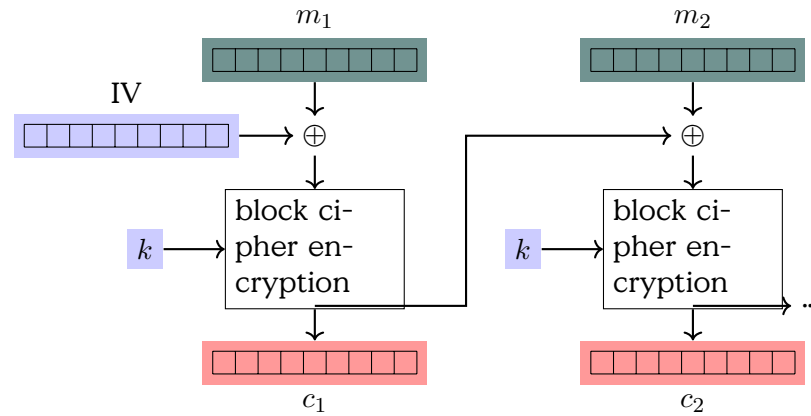 m₁ m₂
IV
⊕ ⊕
block ci-
pher en-
cryption
k
block ci-
pher en-
cryption
k
...
c₁ c₂